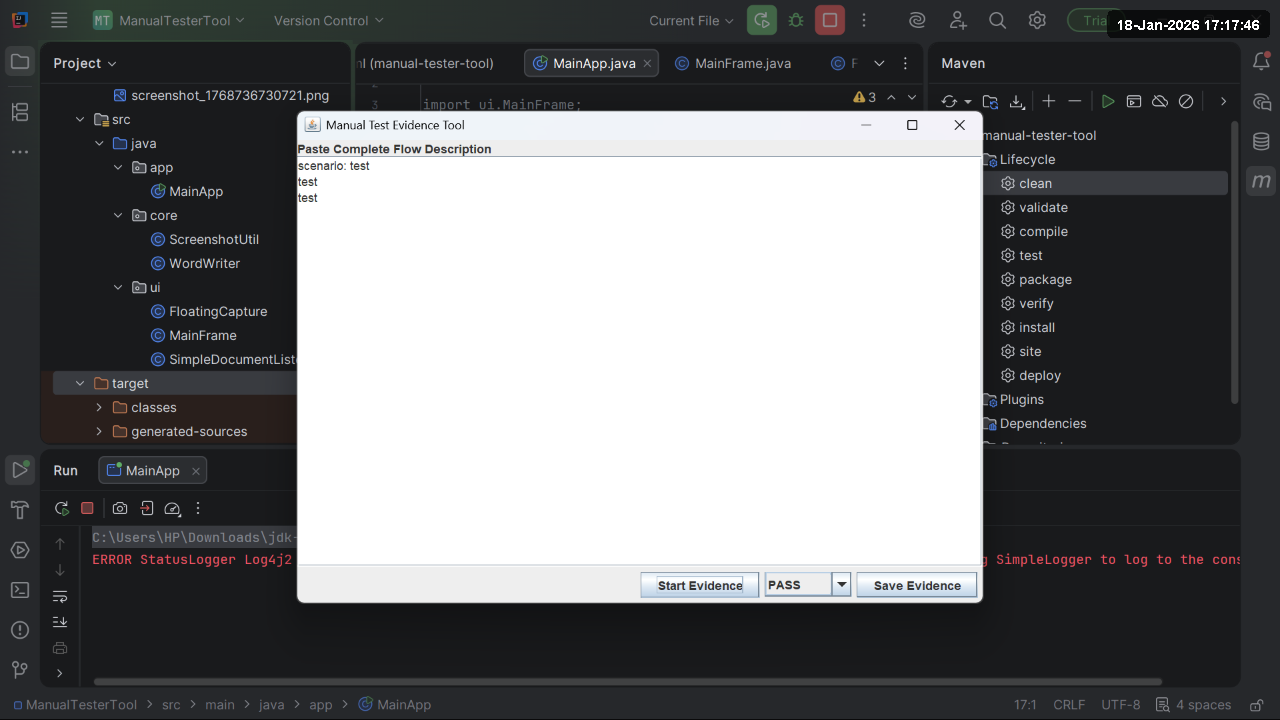 MT ManualTesterTool Version Control Current File
18-Jan-2026 17:17:46
Project
screenshot_1768736730721.png
src
java
app
MainApp
core
ScreenshotUtil
WordWriter
ui
FloatingCapture
MainFrame
target
classes
generated-sources
(manual-tester-tool) MainApp.java MainFrame.java
3 import ui.MainFrame;
3
Manual Test Evidence Tool
Paste Complete Flow Description
scenario: test
test
test
Start Evidence PASS Save Evidence
Maven
manual-tester-tool
Lifecycle
clean
validate
compile
test
package
verify
install
site
deploy
Plugins
Dependencies
Run MainApp
C:\Users\HP\Downloads\jdk-
ERROR StatusLogger Log4j2 SimpleLogger to log to the cons
ManualTesterTool > src > main > java > app > MainApp
17:1 CRLF UTF-8 4 spaces